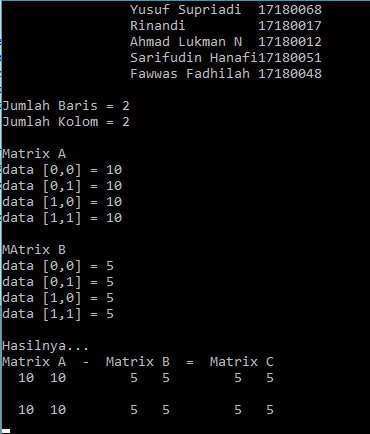 Yusuf Supriadi 17180068
Rinandi 17180017
Ahmad Lukman N 17180012
Sarifudin Hanafi17180051
Fawwas Fadhilah 17180048
Jumlah Baris = 2
Jumlah Kolom = 2
Matrix A
data [0,0] = 10
data [0,1] = 10
data [1,0] = 10
data [1,1] = 10
MAtrix B
data [0,0] = 5
data [0,1] = 5
data [1,0] = 5
data [1,1] = 5
Hasilnya...
Matrix A - Matrix B = Matrix C
10 10 5 5 5 5
10 10 5 5 5 5